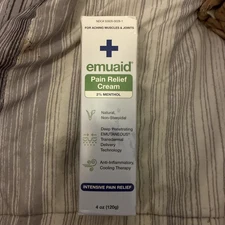 FOR ACHING MUSCLES & JOINTS
emuaid®
Pain Relief
Cream
2% MENTHOL
Natural,
Non-Steroidal
Deep Penetrating
Transdermal
Delivery
Technology
Anti-Inflammatory
Cooling Therapy
INTENSIVE PAIN RELIEF
4 oz (120g)